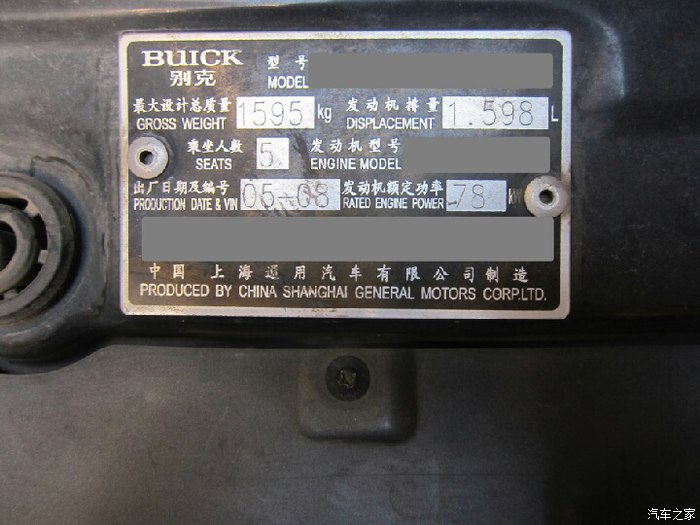 BUICK
别克
型号
MODEL
最大设计总质量 1595 kg 发动机排量 1.598 L
GROSS WEIGHT DISPLACEMENT
乘坐人数 5 发动机型号
SEATS ENGINE MODEL
出厂日期及编号 05-08 发动机额定功率 78 kW
PRODUCTION DATE & VIN RATED ENGINE POWER
中国 上海通用汽车有限公司制造
PRODUCED BY CHINA SHANGHAI GENERAL MOTORS CORP.LTD.
汽车之家